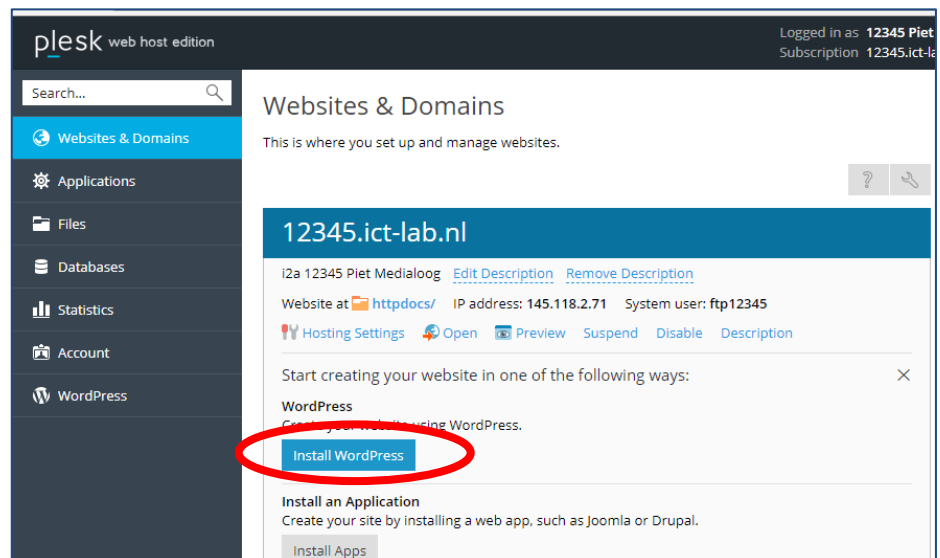 plesk web host edition
Logged in as 12345 Piet
Subscription 12345.ict-la
Search...
Websites & Domains
Applications
Files
Databases
Statistics
Account
WordPress
Websites & Domains
This is where you set up and manage websites.
?
12345.ict-lab.nl
i2a 12345 Piet Medialoog Edit Description Remove Description
Website at httpdocs/ IP address: 145.118.2.71 System user: ftp12345
Hosting Settings Open Preview Suspend Disable Description
Start creating your website in one of the following ways:
WordPress
Create your website using WordPress.
Install WordPress
Install an Application
Create your site by installing a web app, such as Joomla or Drupal.
Install Apps